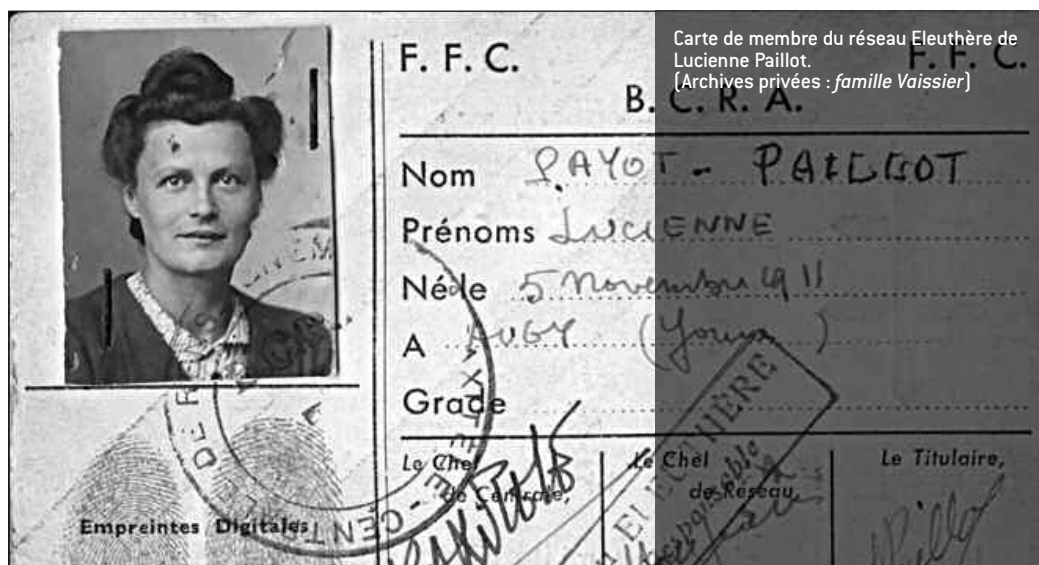 Carte de membre du réseau Eleuthère de
Lucienne Paillot.
(Archives privées : famille Vaissier)
F. F. C.
F. F. C.
B. C. R. A.
Nom PAYOT - PAILLOT
Prénoms LUCIENNE
Né le 5 Novembre 1911
A AUGY (Yonne)
Grade
Le Chef
de Centrale,
Le Chef
de Réseau,
Le Titulaire,
Empreintes Digitales